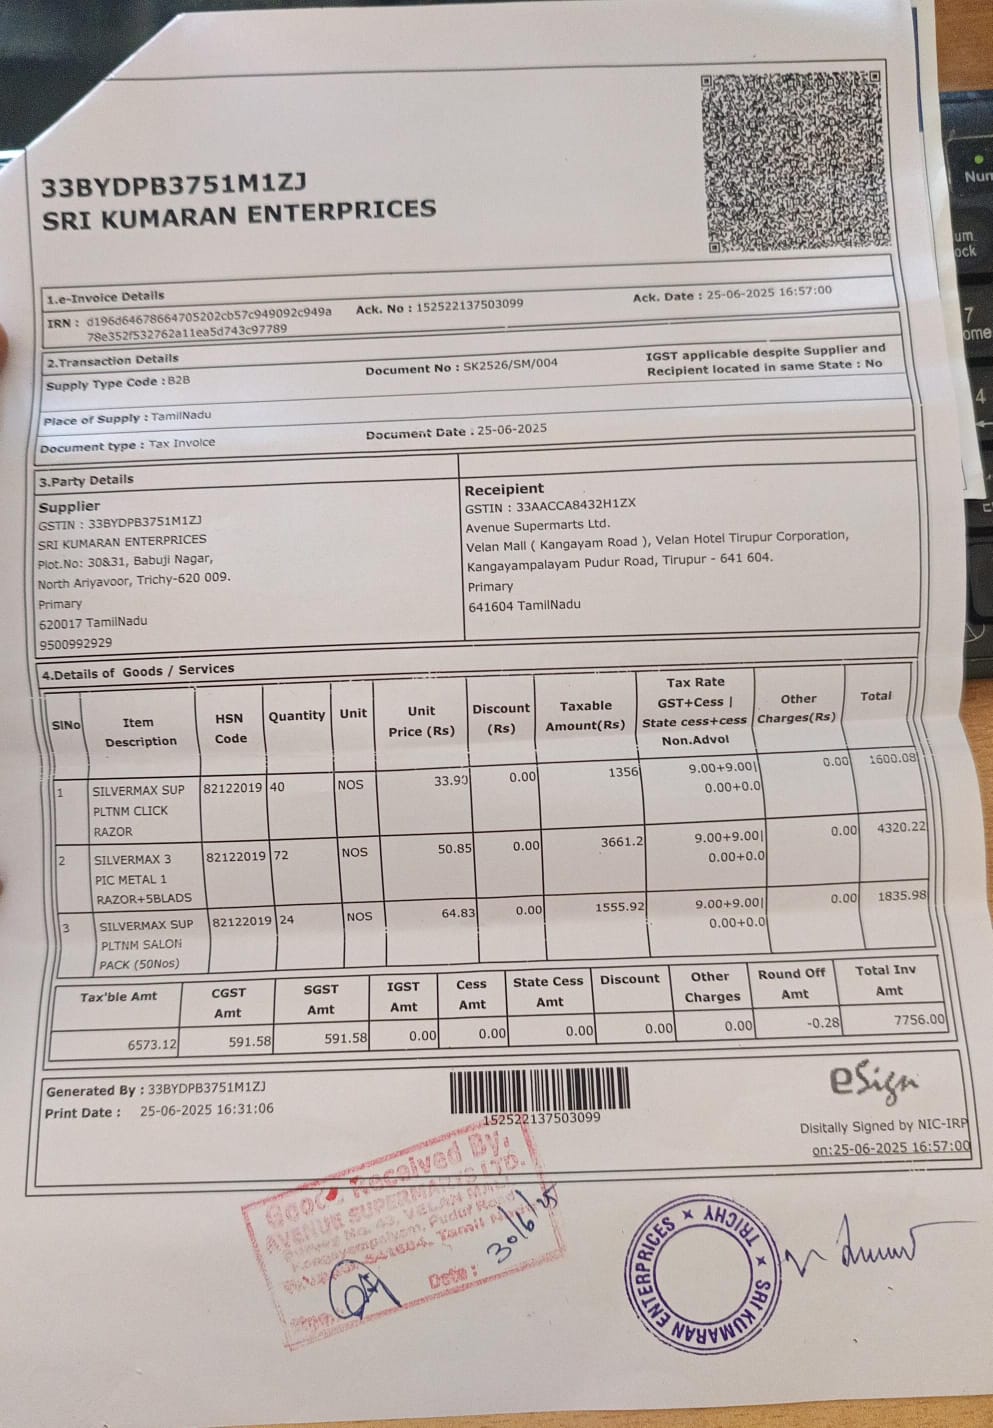 33BYDPB3751M1ZJ
SRI KUMARAN ENTERPRICES
1.e-Invoice Details
IRN : d196d64678664705202cb57c949092c949a Ack. No : 152522137503099 Ack. Date : 25-06-2025 16:57:00
78e352f532762a11ea5d743c97789
2.Transaction Details
Supply Type Code : B2B Document No : SK2526/SM/004 IGST applicable despite Supplier and
Recipient located in same State : No
Place of Supply : TamilNadu
Document type : Tax Invoice Document Date : 25-06-2025
3.Party Details
Supplier
GSTIN : 33BYDPB3751M1ZJ
SRI KUMARAN ENTERPRICES
Plot.No: 30&31, Babuji Nagar,
North Ariyavoor, Trichy-620 009.
Primary
620017 TamilNadu
9500992929
Receipient
GSTIN : 33AACCA8432H1ZX
Avenue Supermarts Ltd.
Velan Mall ( Kangayam Road ), Velan Hotel Tirupur Corporation,
Kangayampalayam Pudur Road, Tirupur - 641 604.
Primary
641604 TamilNadu
4.Details of Goods / Services
SlNo Item Description HSN Code Quantity Unit Unit Price (Rs) Discount (Rs) Taxable Amount(Rs) Tax Rate GST+Cess | State cess+cess Non.Advol Other Charges(Rs) Total
1 SILVERMAX SUP 82122019 40 NOS 33.90 0.00 1356 9.00+9.00| 0.00 1600.08
PLTNM CLICK 0.00+0.0
RAZOR
2 SILVERMAX 3 82122019 72 NOS 50.85 0.00 3661.2 9.00+9.00| 0.00 4320.22
PIC METAL 1 0.00+0.0
RAZOR+5BLADS
3 SILVERMAX SUP 82122019 24 NOS 64.83 0.00 1555.92 9.00+9.00| 0.00 1835.98
PLTNM SALON 0.00+0.0
PACK (50Nos)
Tax'ble Amt CGST Amt SGST Amt IGST Amt Cess Amt State Cess Amt Discount Other Charges Round Off Amt Total Inv Amt
6573.12 591.58 591.58 0.00 0.00 0.00 0.00 0.00 -0.28 7756.00
Generated By : 33BYDPB3751M1ZJ
Print Date : 25-06-2025 16:31:06
152522137503099
eSign
Disitally Signed by NIC-IRP
on:25-06-2025 16:57:00
Received By:
AVENUE SUPERMARTS LTD.
VELAN MALL
Pudur Road
641604, Tamil Nadu
Date : 30/6/25
SRI KUMARAN ENTERPRICES × TRICHY ×
Num
7
4